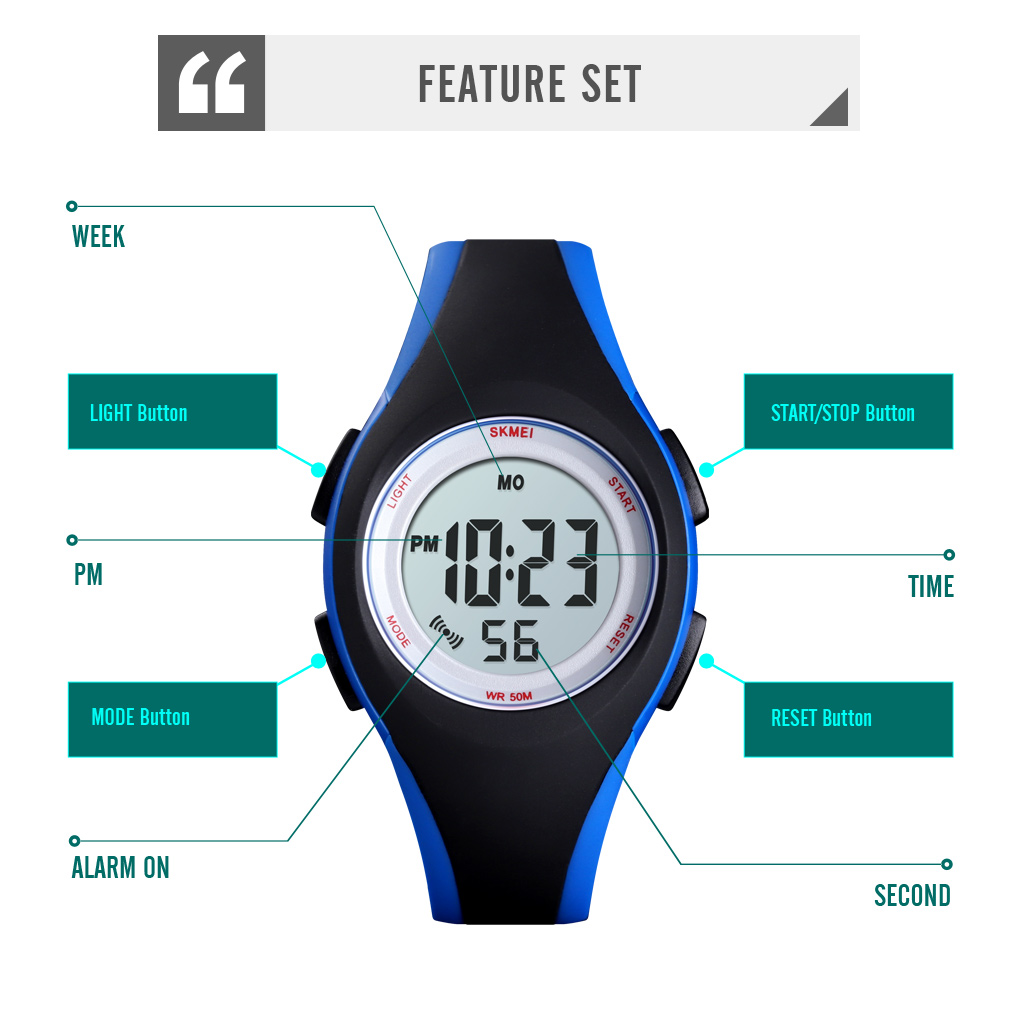 FEATURE SET
WEEK
LIGHT Button
START/STOP Button
SKMEI
LIGHT
START
MO
PM
10:23
PM
TIME
56
MODE
RESET
WR 50M
MODE Button
RESET Button
ALARM ON
SECOND